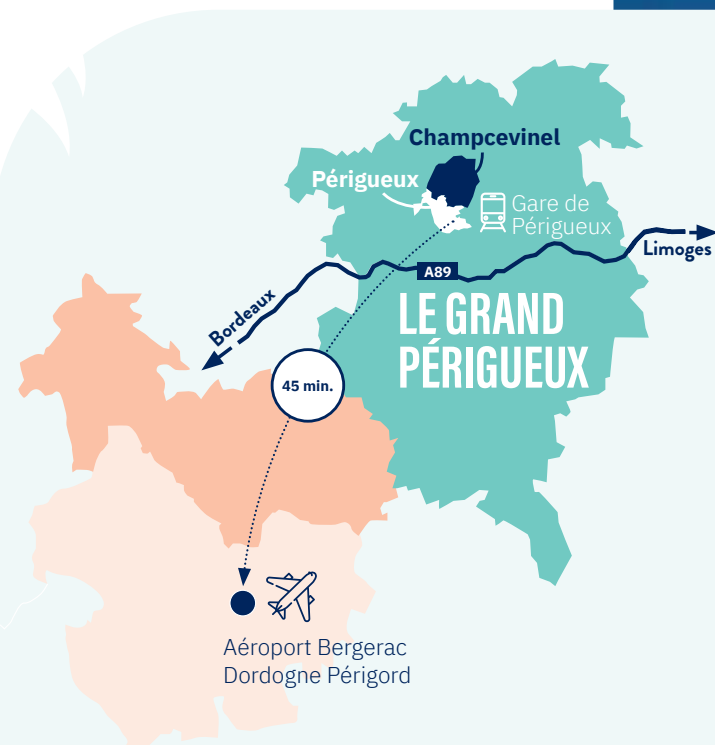 Champcevinel
Périgueux
Gare de
Périgueux
Limoges
A89
Bordeaux
LE GRAND
PÉRIGUEUX
45 min.
Aéroport Bergerac
Dordogne Périgord